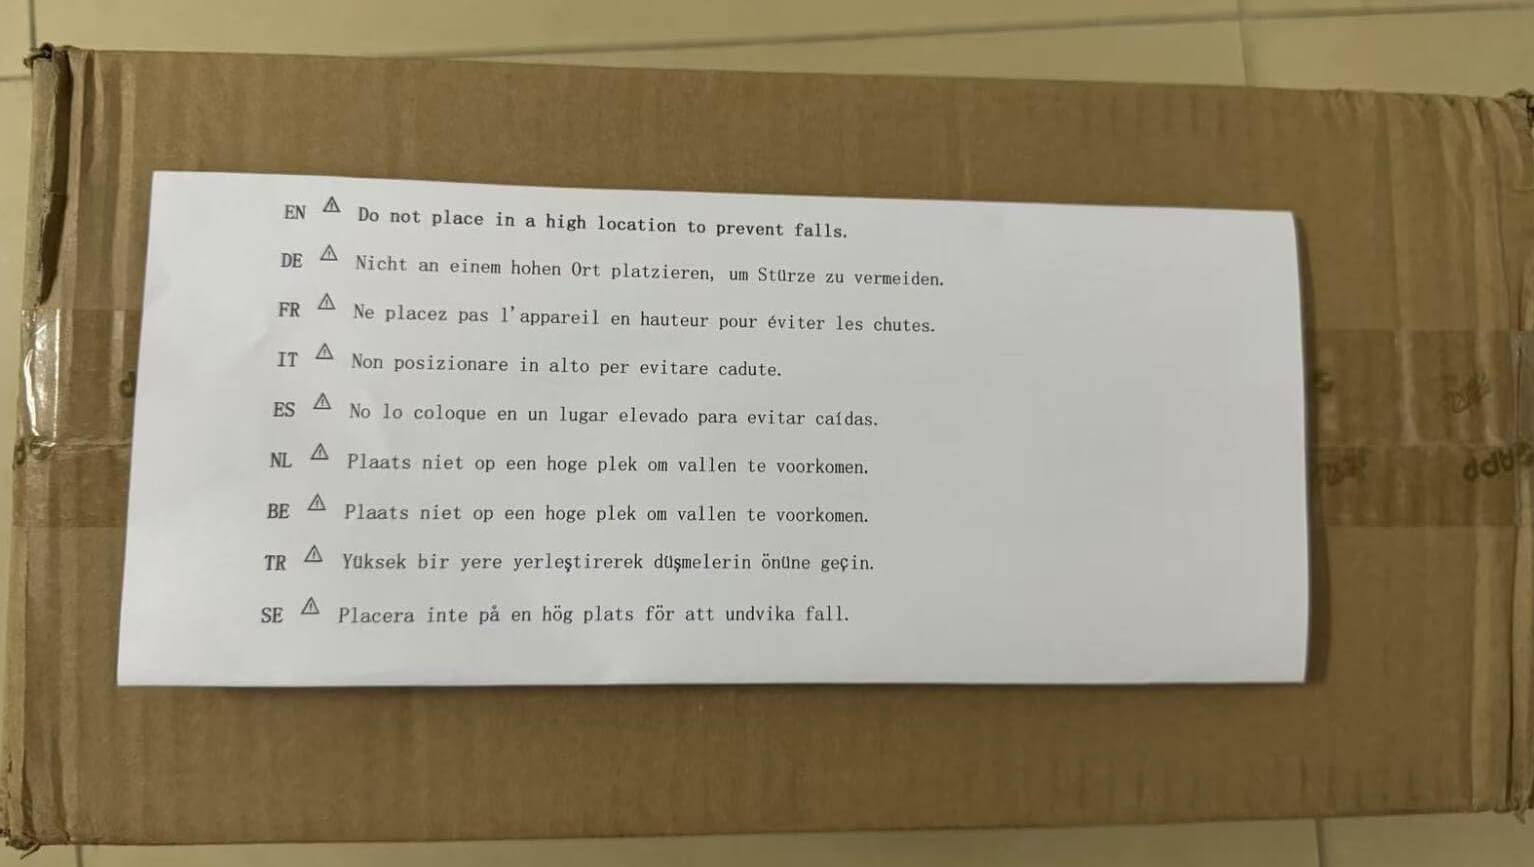 EN ⚠ Do not place in a high location to prevent falls.
DE ⚠ Nicht an einem hohen Ort platzieren, um Stürze zu vermeiden.
FR ⚠ Ne placez pas l'appareil en hauteur pour éviter les chutes.
IT ⚠ Non posizionare in alto per evitare cadute.
ES ⚠ No lo coloque en un lugar elevado para evitar caídas.
NL ⚠ Plaats niet op een hoge plek om vallen te voorkomen.
BE ⚠ Plaats niet op een hoge plek om vallen te voorkomen.
TR ⚠ Yüksek bir yere yerleştirerek düşmelerin önüne geçin.
SE ⚠ Placera inte på en hög plats för att undvika fall.